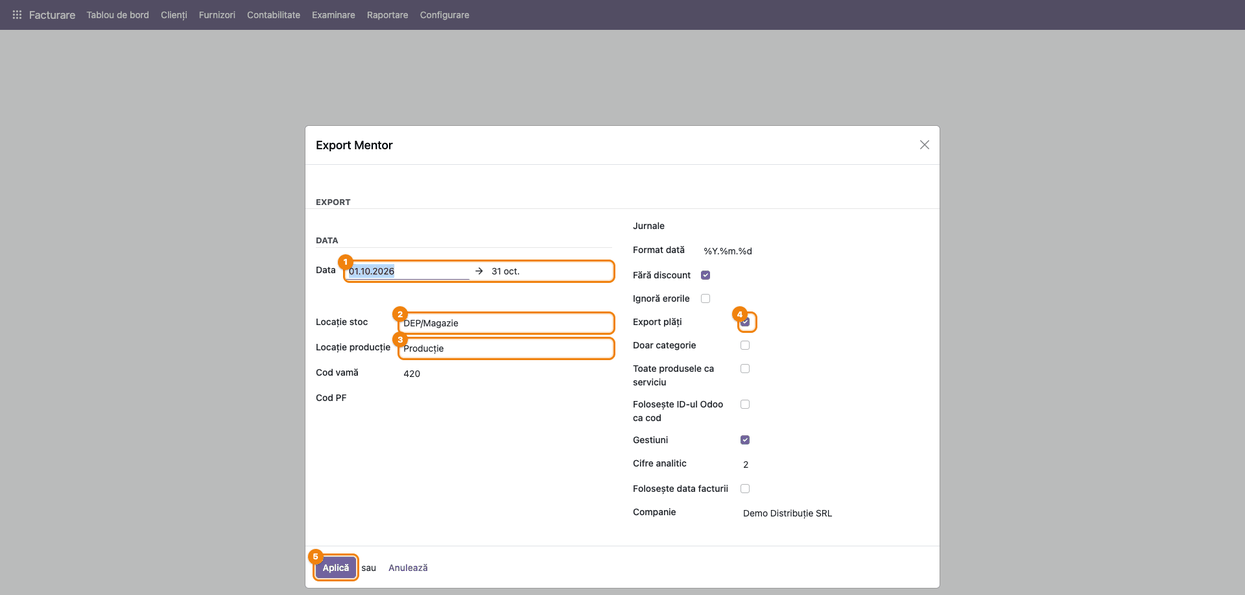 Facturare Tablou de bord Clienți Furnizori Contabilitate Examinare Raportare Configurare
Export Mentor
EXPORT
DATA
1
Data 01.10.2026 → 31 oct.
2
Locație stoc DEP/Magazie
3
Locație producție Producție
Cod vamă 420
Cod PF
Jurnale
Format dată %Y.%m.%d
Fără discount
Ignoră erorile
4
Export plăți
Doar categorie
Toate produsele ca
serviciu
Folosește ID-ul Odoo
ca cod
Gestiuni
Cifre analitic 2
Folosește data facturii
Companie Demo Distribuție SRL
5
Aplică sau Anulează